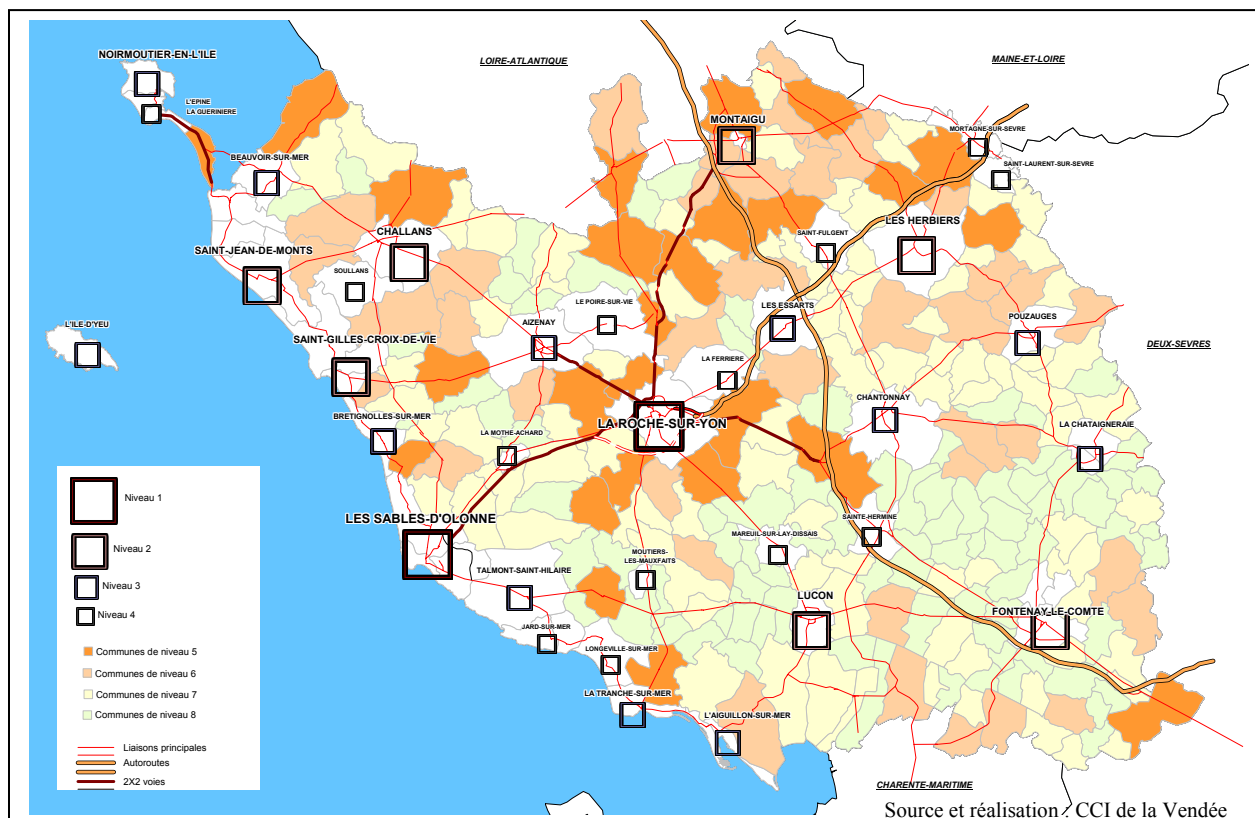 NOIRMOUTIER-EN-L'ILE
LOIRE-ATLANTIQUE
MAINE-ET-LOIRE
L'EPINE
LA GUERINIERE
MONTAIGU
MORTAGNE-SUR-SEVRE
BEAUVOIR-SUR-MER
SAINT-LAURENT-SUR-SEVRE
LES HERBIERS
CHALLANS
SAINT-FULGENT
SAINT-JEAN-DE-MONTS
SOULLANS
LE POIRE-SUR-VIE
LES ESSARTS
L'ILE-D'YEU
AIZENAY
POUZAUGES
SAINT-GILLES-CROIX-DE-VIE
DEUX-SEVRES
LA FERRIERE
CHANTONNAY
BRETIGNOLLES-SUR-MER
LA ROCHE-SUR-YON
LA MOTHE-ACHARD
LA CHATAIGNERAIE
Niveau 1
LES SABLES-D'OLONNE
SAINTE-HERMINE
MAREUIL-SUR-LAY-DISSAIS
Niveau 2
MOUTIERS-
LES-MAUXFAITS
TALMONT-SAINT-HILAIRE
Niveau 3
LUCON
FONTENAY-LE-COMTE
Niveau 4
JARD-SUR-MER
LONGEVILLE-SUR-MER
Communes de niveau 5
Communes de niveau 6
LA TRANCHE-SUR-MER
Communes de niveau 7
L'AIGUILLON-SUR-MER
Communes de niveau 8
Liaisons principales
Autoroutes
2X2 voies
CHARENTE-MARITIME
Source et réalisation : CCI de la Vendée